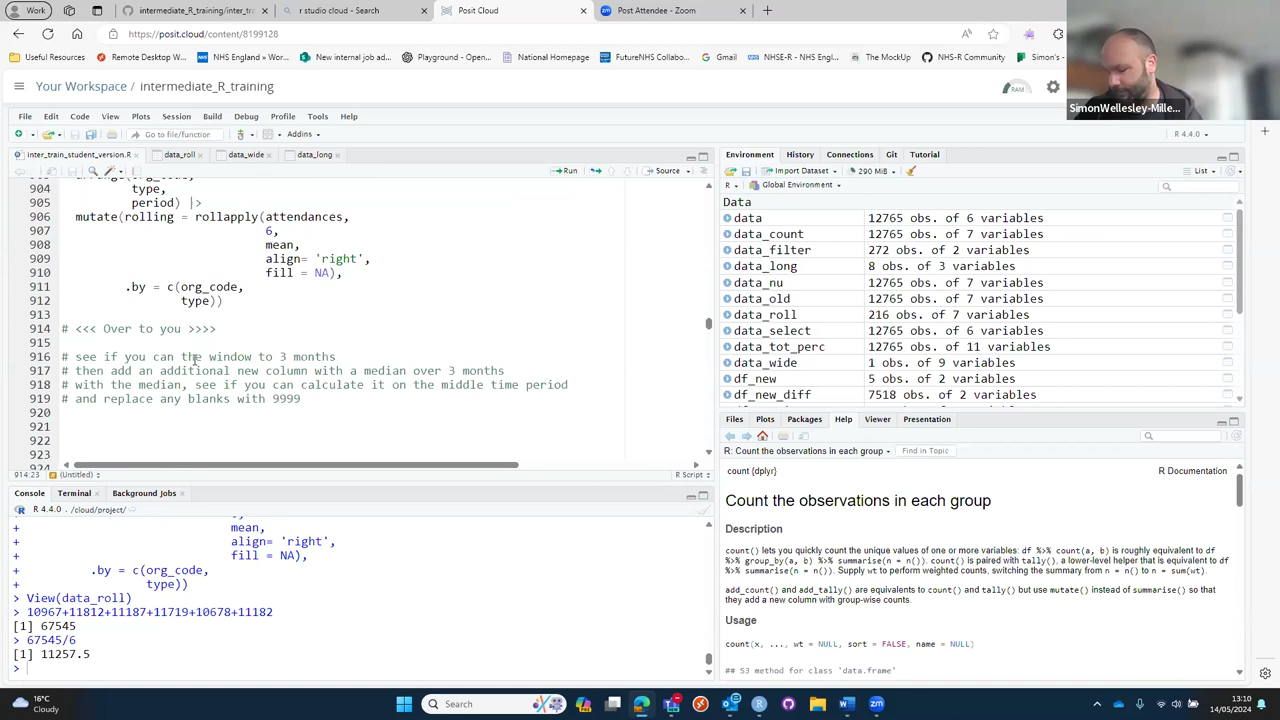 intermediate_R_training/inter_tra
r studio cloud - Search
Posit Cloud
Post Attendee - Zoom
https://posit.cloud/content/8199128
Useful Resources
Remote Desktop W...
NHSE New Starters
New internal job ad...
Playground - Open...
National Homepage
FutureNHS Collabo...
NHSE-R - NHS Eng...
The MockUp
NHS-R Community
Simon's
SimonWellesley-Mille...
Your Workspace / intermediate_R_training
RAM
File Edit Code View Plots Session Build Debug Profile Tools Help
Go to file/function
Addins
R 4.4.0
inter_train_student_version.R
data_roll
data_wide
data_long
Run
Source
904 type,
905 period) |>
906 mutate(rolling = rollapply(attendances,
907 6,
908 mean,
909 align= 'right',
910 fill = NA),
911 .by = c(org_code,
912 type))
913
914 # <<< Over to you >>>>
915
916 # see if you can the window to 3 months
917 # then add an additional new column with a median over 3 months
918 # with the median, see if you can calculate it on the middle time period
919 # and replace any blanks with 9999
920
921
922
923
924
914:23 (Untitled)
R Script
Console Terminal Background Jobs
R 4.4.0 · /cloud/project/
+ mean,
+ align= 'right',
+ fill = NA),
+ .by = c(org_code,
+ type))
> View(data_roll)
> 10967+11812+11187+11719+10678+11182
[1] 67545
> 67545/6
[1] 11257.5
>
Environment History Connections Git Tutorial
Import Dataset
290 MiB
List
R
Global Environment
Data
data 12765 obs. of 6 variables
data_count 12765 obs. of 7 variables
data_filter 272 obs. of 2 variables
data_long 8 obs. of 3 variables
data_nu 12765 obs. of 7 variables
data_old 12765 obs. of 7 variables
data_roll 216 obs. of 7 variables
data_select 12765 obs. of 6 variables
data_tot_perc 12765 obs. of 11 variables
data_wide 1 obs. of 9 variables
df_new 5 obs. of 2 variables
df_new_diff 7518 obs. of 2 variables
Files Plots Packages Help Viewer Presentation
R: Count the observations in each group
Find in Topic
count {dplyr}
R Documentation
Count the observations in each group
Description
count() lets you quickly count the unique values of one or more variables: df %>% count(a, b) is roughly equivalent to df
%>% group_by(a, b) %>% summarise(n = n()). count() is paired with tally(), a lower-level helper that is equivalent to df
%>% summarise(n = n()). Supply wt to perform weighted counts, switching the summary from n = n() to n = sum(wt).
add_count() and add_tally() are equivalents to count() and tally() but use mutate() instead of summarise() so that
they add a new column with group-wise counts.
Usage
count(x, ..., wt = NULL, sort = FALSE, name = NULL)
## S3 method for class 'data.frame'
16°C
Cloudy
Search
13:10
14/05/2024